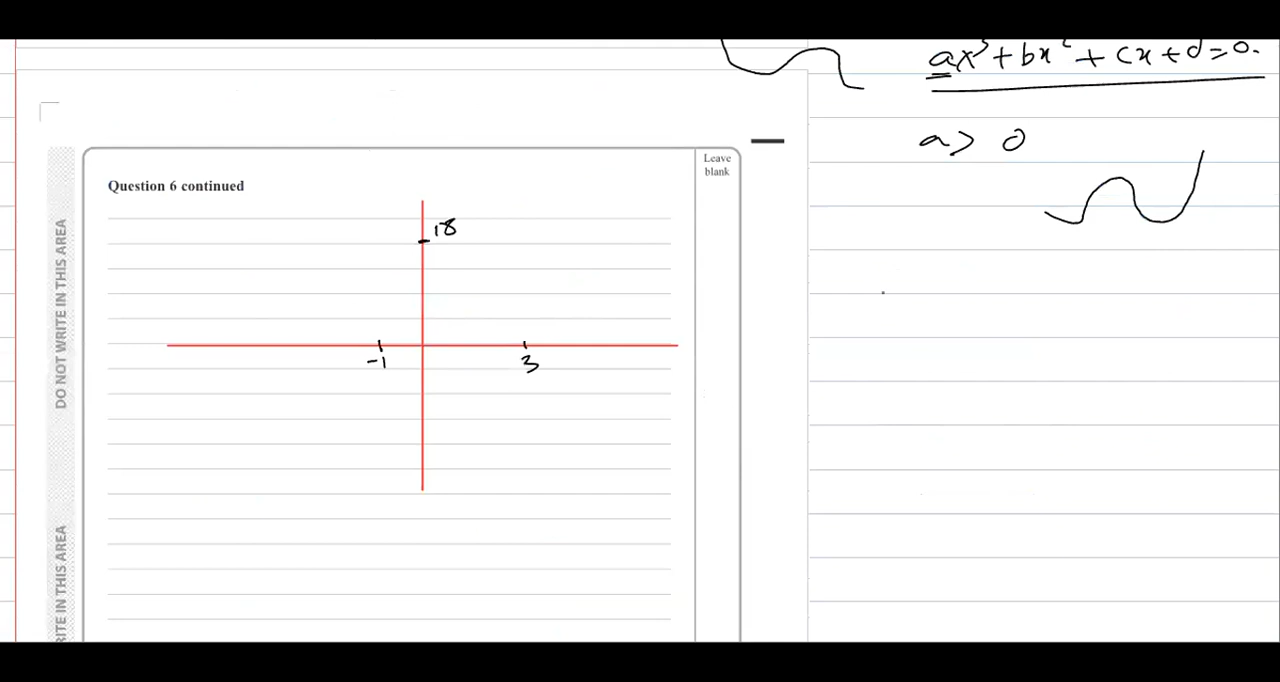 ax³+bx²+cx+d=0.
a> 0
Leave
blank
Question 6 continued
18
-1
3
DO NOT WRITE IN THIS AREA
RITE IN THIS AREA